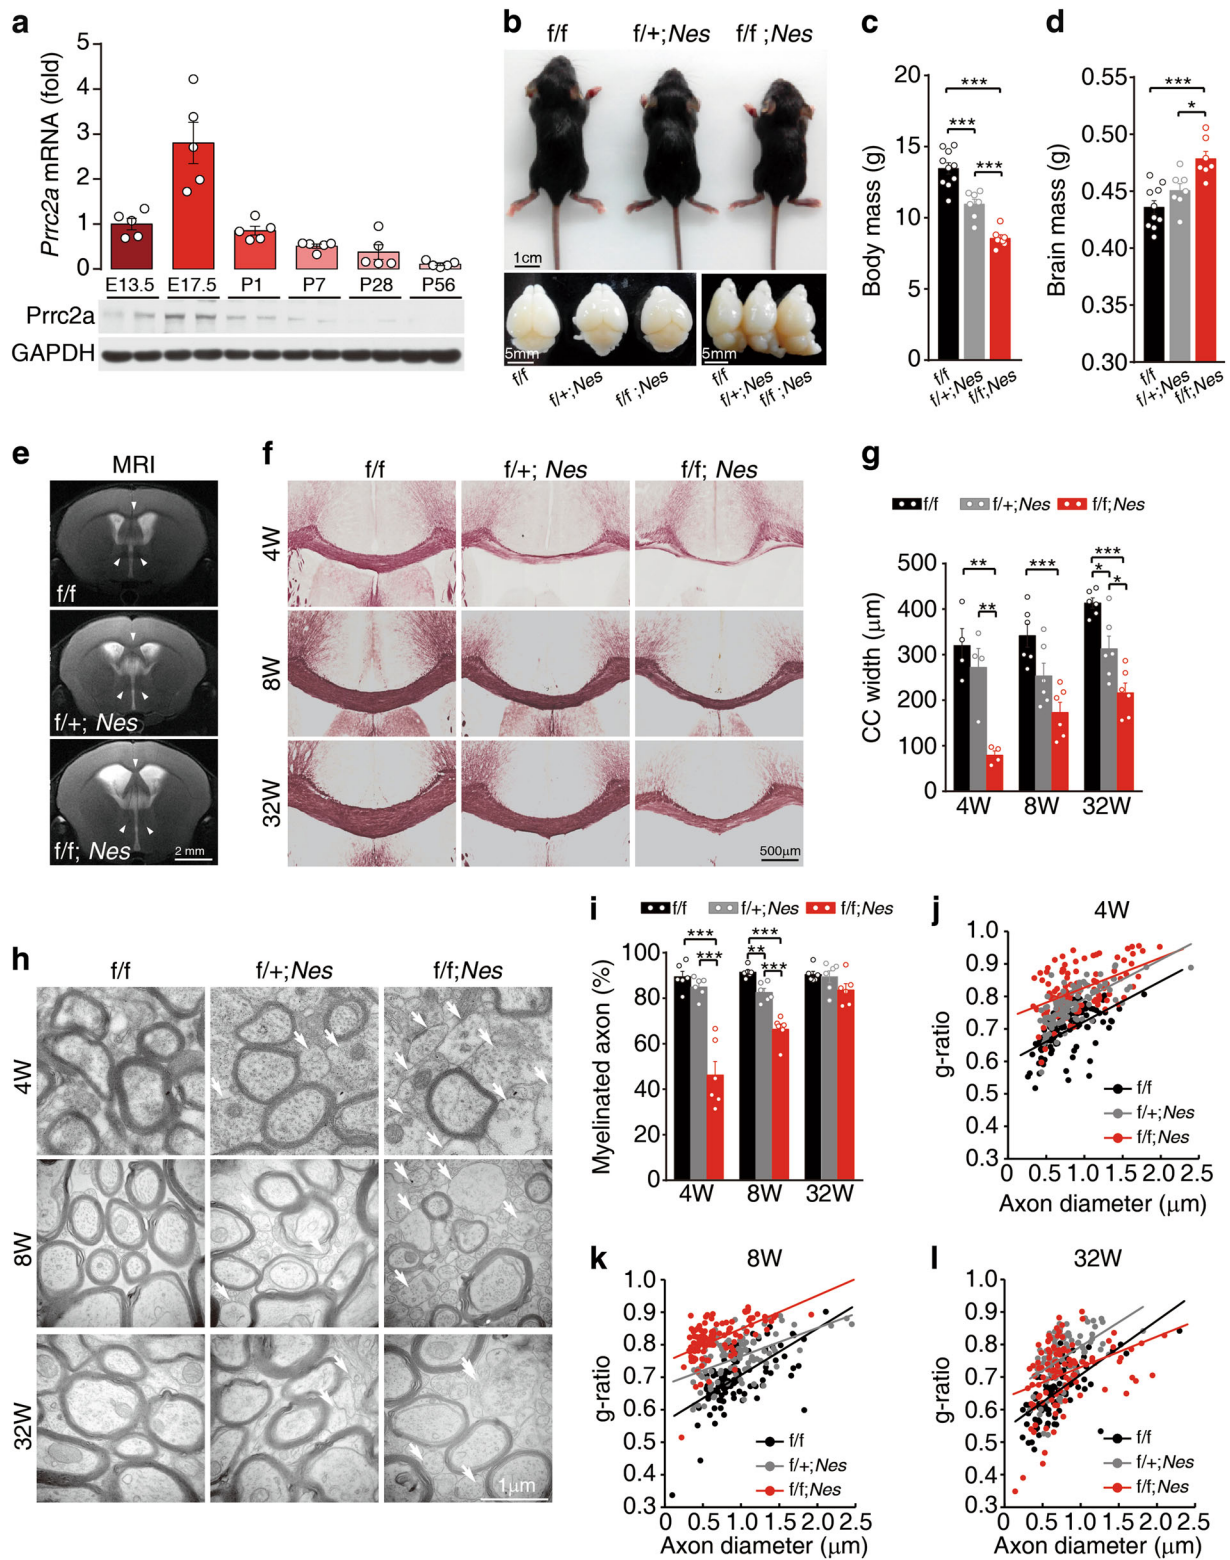 a
Prrc2a mRNA (fold)
5
4
3
2
1
0
E13.5 E17.5 P1 P7 P28 P56
Prrc2a
GAPDH
b
f/f f/+;Nes f/f ;Nes
1cm
5mm
5mm
f/f f/+;Nes f/f ;Nes
f/f f/+;Nes f/f ;Nes
c
Body mass (g)
20
15
10
5
0
***
***
***
f/f f/+;Nes f/f;Nes
d
Brain mass (g)
0.55
0.50
0.45
0.40
0.35
0.30
***
*
f/f f/+;Nes f/f;Nes
e
MRI
f/f
f/+; Nes
f/f; Nes
2 mm
f
f/f f/+; Nes f/f; Nes
4W
8W
32W
500μm
g
f/f f/+;Nes f/f;Nes
CC width (μm)
500
400
300
200
100
0
** ** *** *** * *
4W 8W 32W
h
f/f f/+;Nes f/f;Nes
4W
8W
32W
1μm
i
f/f f/+;Nes f/f;Nes
Myelinated axon (%)
100
80
60
40
20
0
*** *** *** ** ***
4W 8W 32W
j
4W
g-ratio
1.0
0.9
0.8
0.7
0.6
0.5
0.4
0.3
f/f
f/+;Nes
f/f;Nes
0 0.5 1.0 1.5 2.0 2.5
Axon diameter (μm)
k
8W
g-ratio
1.0
0.9
0.8
0.7
0.6
0.5
0.4
0.3
f/f
f/+;Nes
f/f;Nes
0 0.5 1.0 1.5 2.0 2.5
Axon diameter (μm)
l
32W
g-ratio
1.0
0.9
0.8
0.7
0.6
0.5
0.4
0.3
f/f
f/+;Nes
f/f;Nes
0 0.5 1.0 1.5 2.0 2.5
Axon diameter (μm)